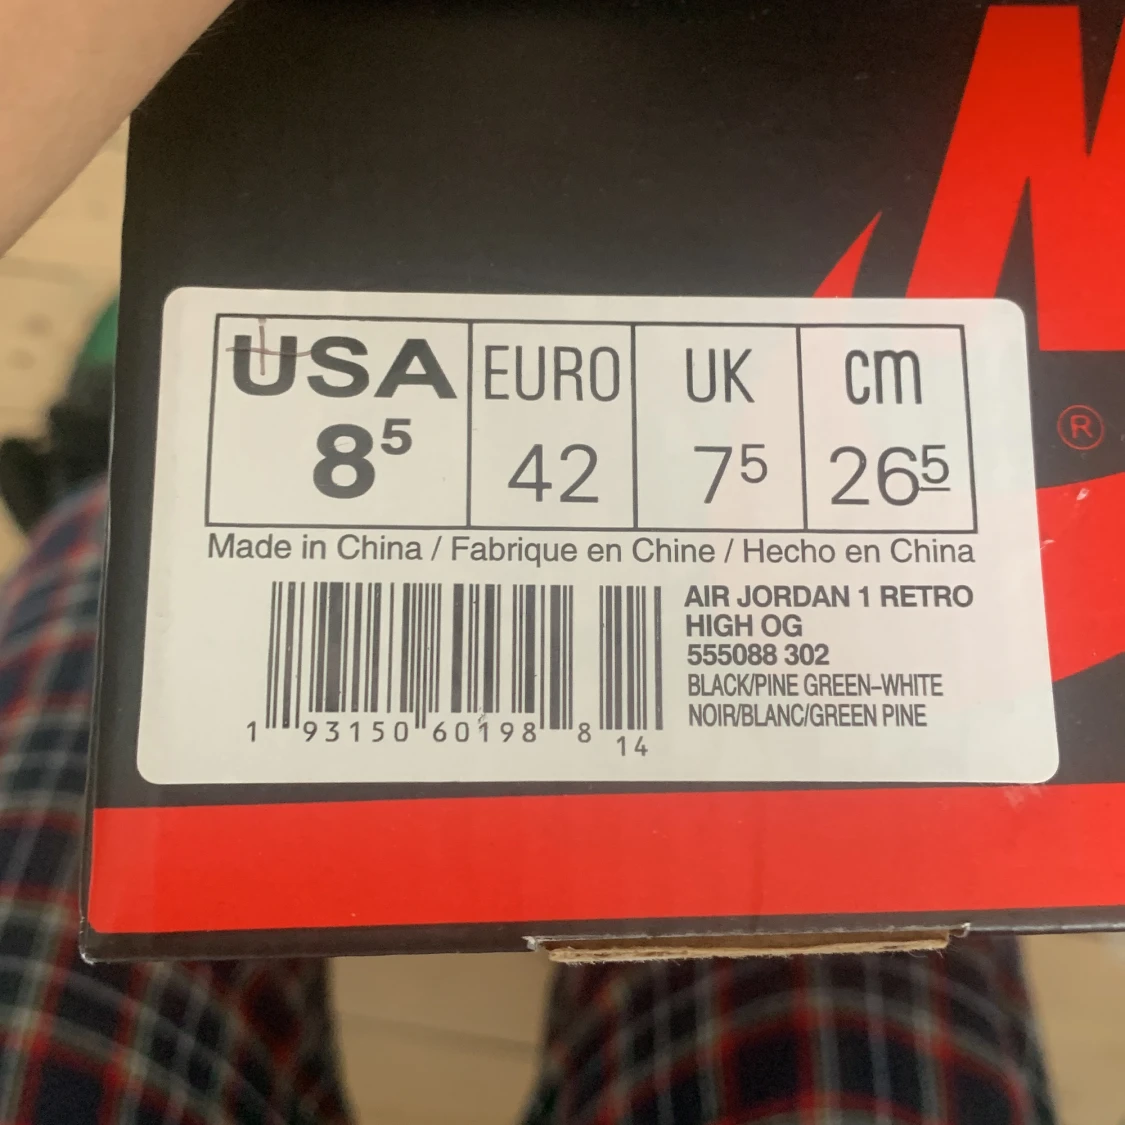 USA EURO UK cm
8⁵ 42 7⁵ 26⁵
Made in China / Fabrique en Chine / Hecho en China
AIR JORDAN 1 RETRO
HIGH OG
555088 302
BLACK/PINE GREEN-WHITE
NOIR/BLANC/GREEN PINE
1 93150 60198 8 14
®